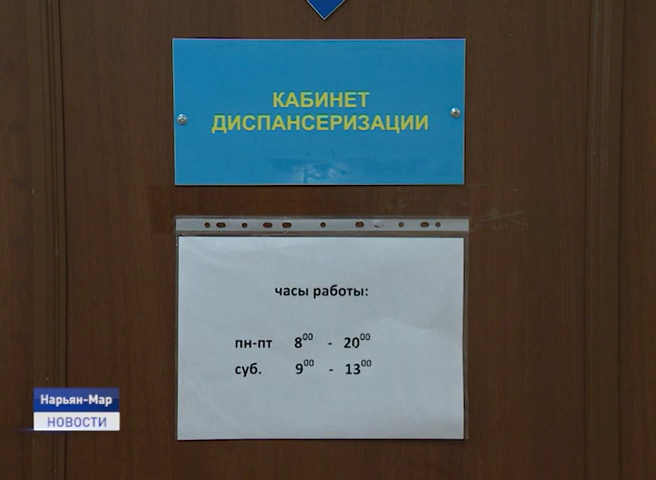 КАБИНЕТ
ДИСПАНСЕРИЗАЦИИ
часы работы:
пн-пт 8⁰⁰ - 20⁰⁰
суб. 9⁰⁰ - 13⁰⁰
Нарьян-Мар
НОВОСТИ